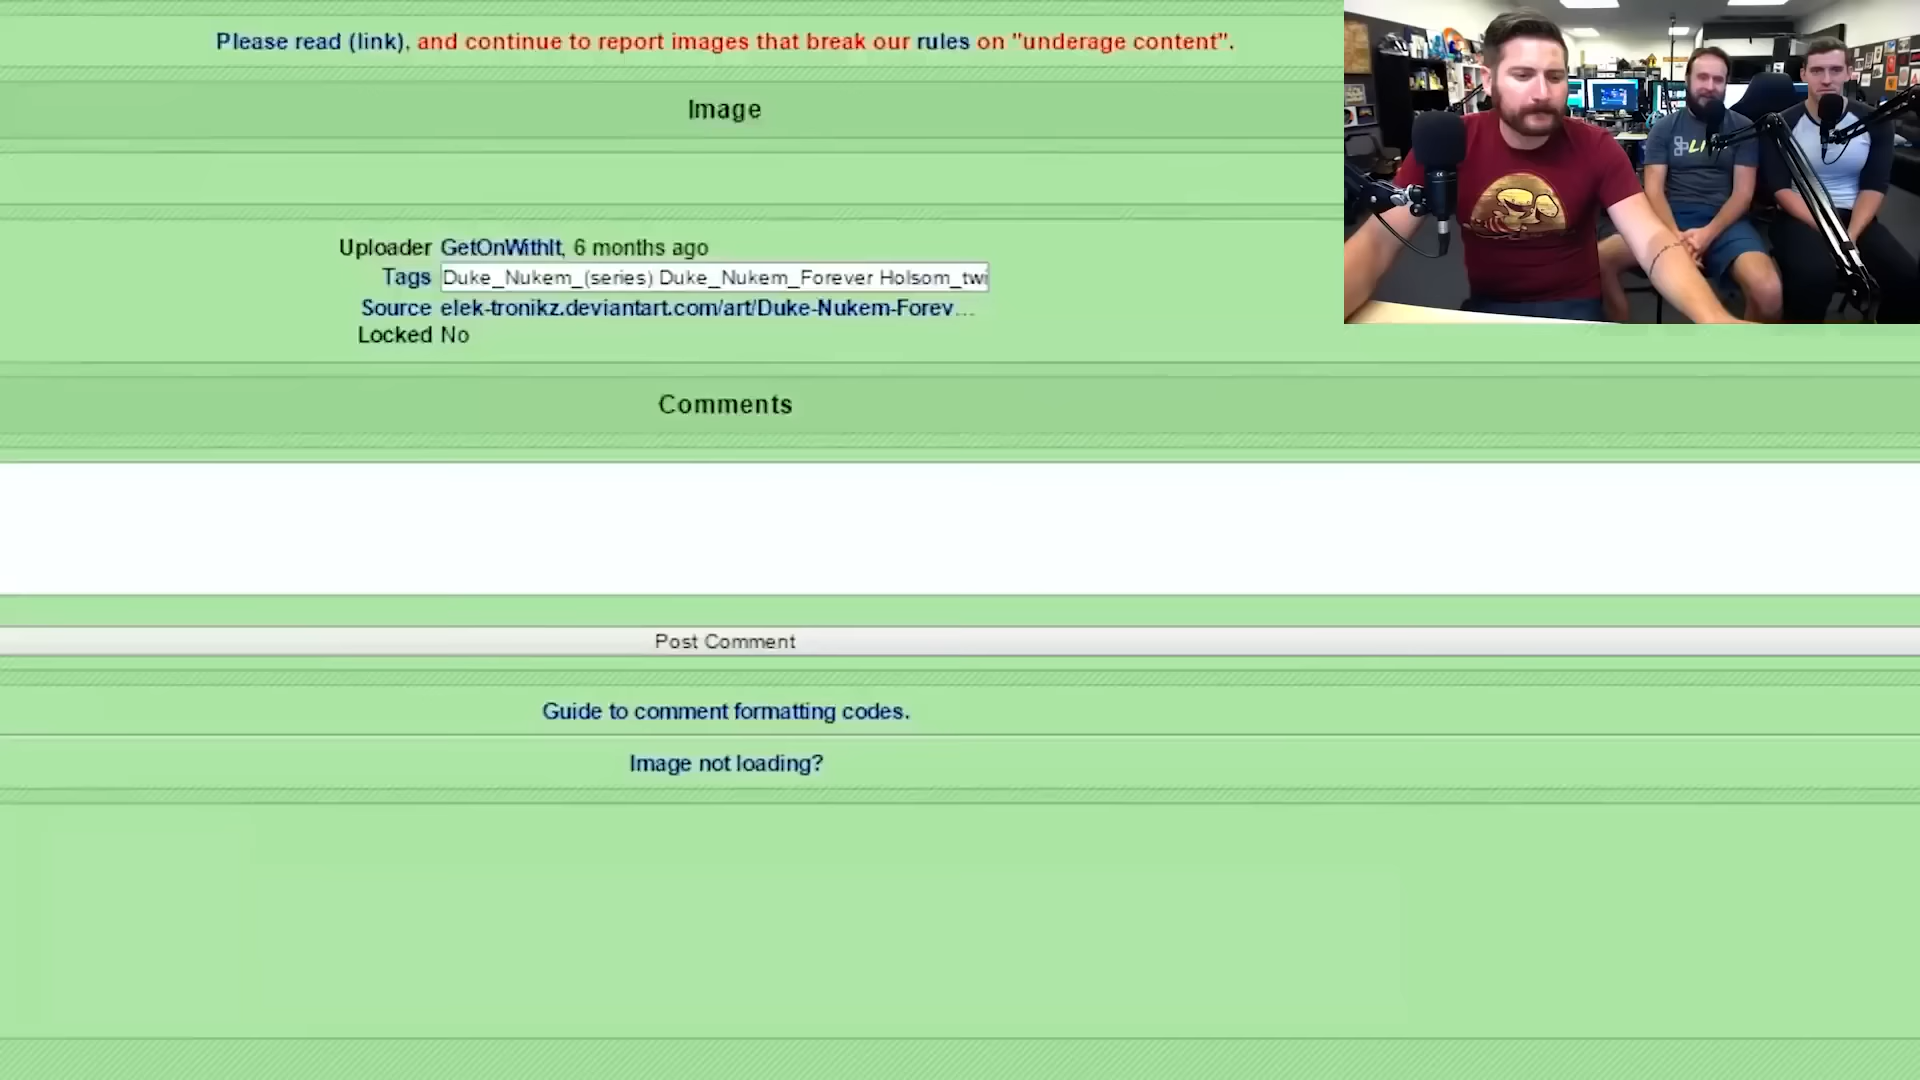 Please read (link), and continue to report images that break our rules on "underage content".
Image
Uploader GetOnWithIt, 6 months ago
Tags Duke_Nukem_(series) Duke_Nukem_Forever Holsom_twi
Source elek-tronikz.deviantart.com/art/Duke-Nukem-Forev…
Locked No
Comments
Post Comment
Guide to comment formatting codes.
Image not loading?